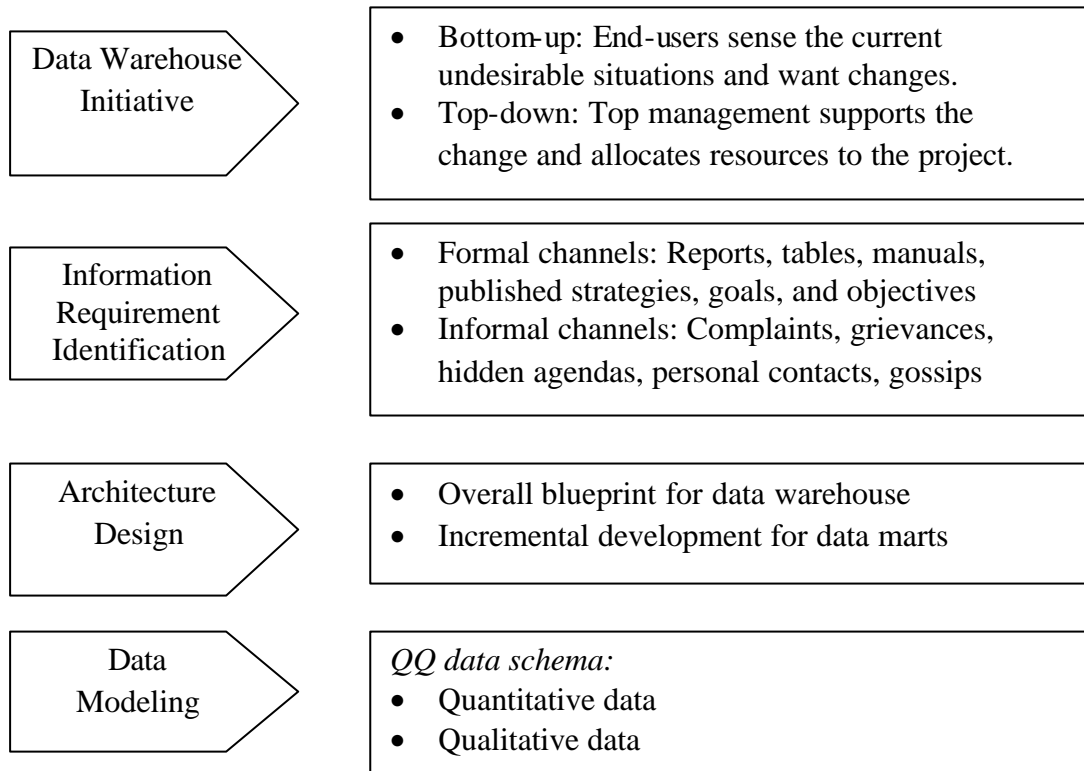 Data Warehouse
Initiative
• Bottom-up: End-users sense the current
undesirable situations and want changes.
• Top-down: Top management supports the
change and allocates resources to the project.
Information
Requirement
Identification
• Formal channels: Reports, tables, manuals,
published strategies, goals, and objectives
• Informal channels: Complaints, grievances,
hidden agendas, personal contacts, gossips
Architecture
Design
• Overall blueprint for data warehouse
• Incremental development for data marts
Data
Modeling
QQ data schema:
• Quantitative data
• Qualitative data